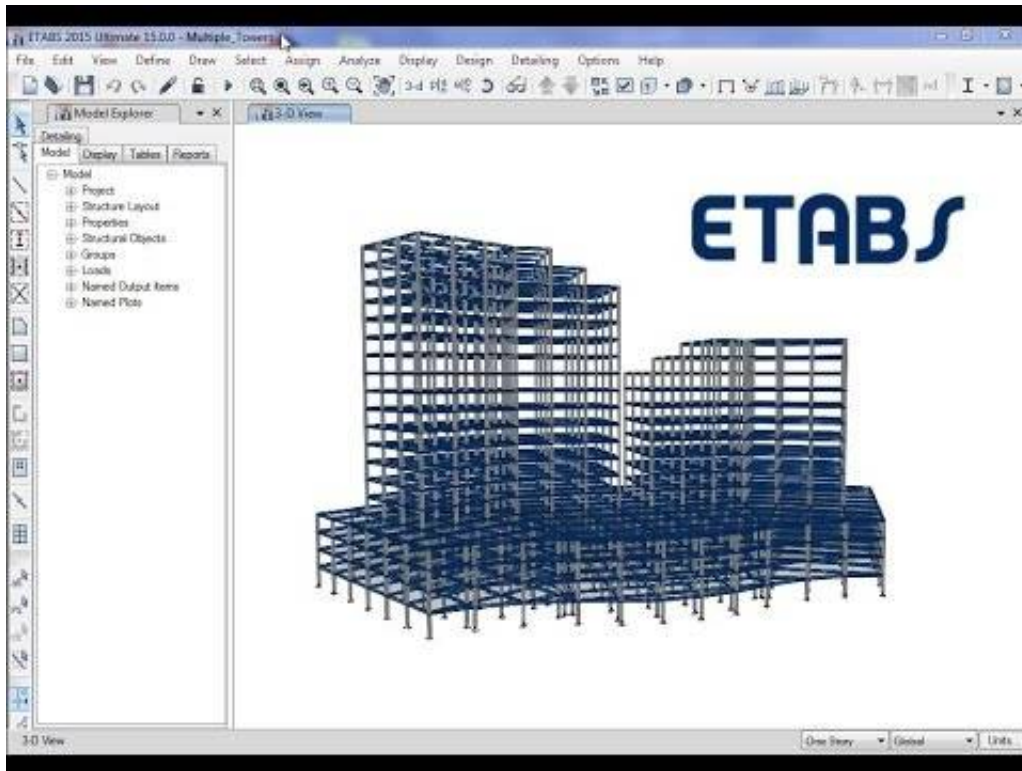 ETABS 2015 Ultimate 15.0.0 - Multiple_Towers
File Edit View Define Draw Select Assign Analyze Display Design Detailing Options Help
3-d
Model Explorer
3-D View
Detailing
Model Display Tables Reports
Model
Project
Structure Layout
Properties
Structural Objects
Groups
Loads
Named Output Items
Named Plots
ETABS
3-D View
One Story Global Units